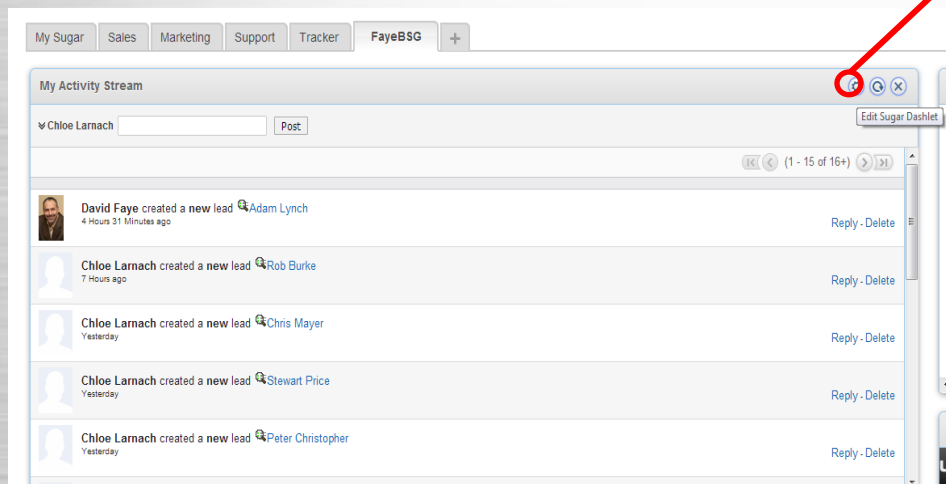 My Sugar Sales Marketing Support Tracker FayeBSG +
My Activity Stream
Edit Sugar Dashlet
Chloe Larnach Post
(1 - 15 of 16+)
David Faye created a new lead Adam Lynch
4 Hours 31 Minutes ago
Reply - Delete
Chloe Larnach created a new lead Rob Burke
7 Hours ago
Reply - Delete
Chloe Larnach created a new lead Chris Mayer
Yesterday
Reply - Delete
Chloe Larnach created a new lead Stewart Price
Yesterday
Reply - Delete
Chloe Larnach created a new lead Peter Christopher
Yesterday
Reply - Delete